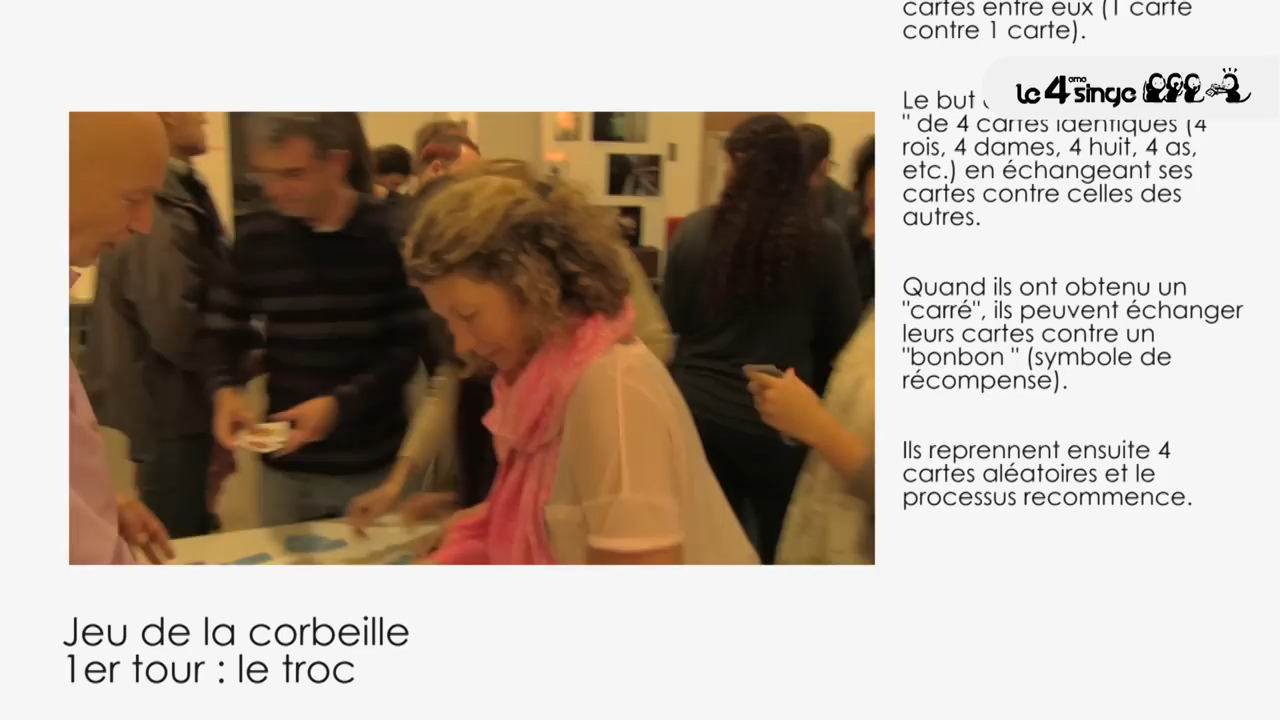 cartes entre eux (1 carte
contre 1 carte).
Le but
" de 4 cartes identiques (4
rois, 4 dames, 4 huit, 4 as,
etc.) en échangeant ses
cartes contre celles des
autres.
Quand ils ont obtenu un
"carré", ils peuvent échanger
leurs cartes contre un
"bonbon " (symbole de
récompense).
Ils reprennent ensuite 4
cartes aléatoires et le
processus recommence.
le 4eme singe
Jeu de la corbeille
1er tour : le troc